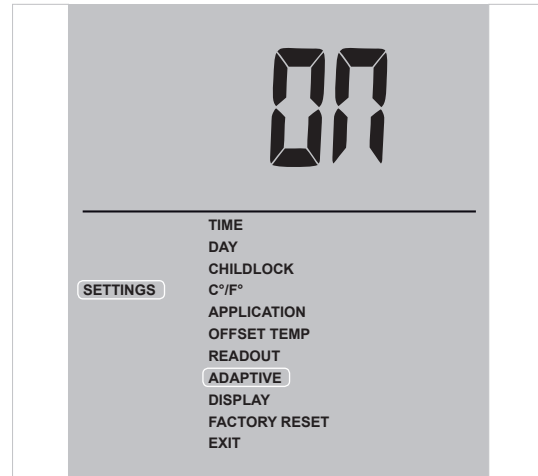 ON
TIME
DAY
CHILDLOCK
SETTINGS C°/F°
APPLICATION
OFFSET TEMP
READOUT
ADAPTIVE
DISPLAY
FACTORY RESET
EXIT